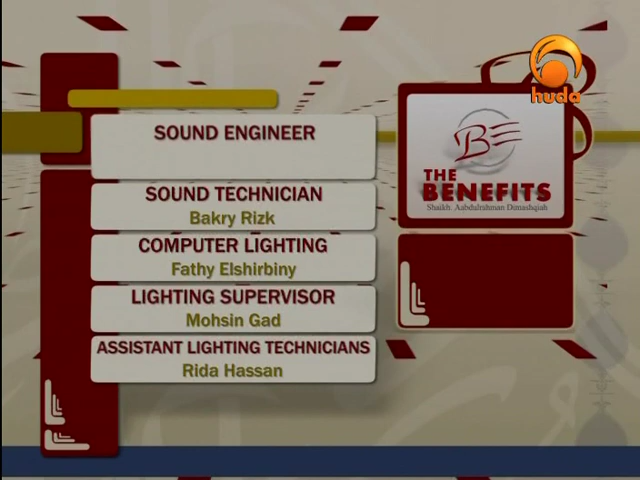 SOUND ENGINEER
SOUND TECHNICIAN
Bakry Rizk
COMPUTER LIGHTING
Fathy Elshirbiny
LIGHTING SUPERVISOR
Mohsin Gad
ASSISTANT LIGHTING TECHNICIANS
Rida Hassan
huda
BE
THE
BENEFITS
Shaikh. Aabdulrahman Dimashqiah